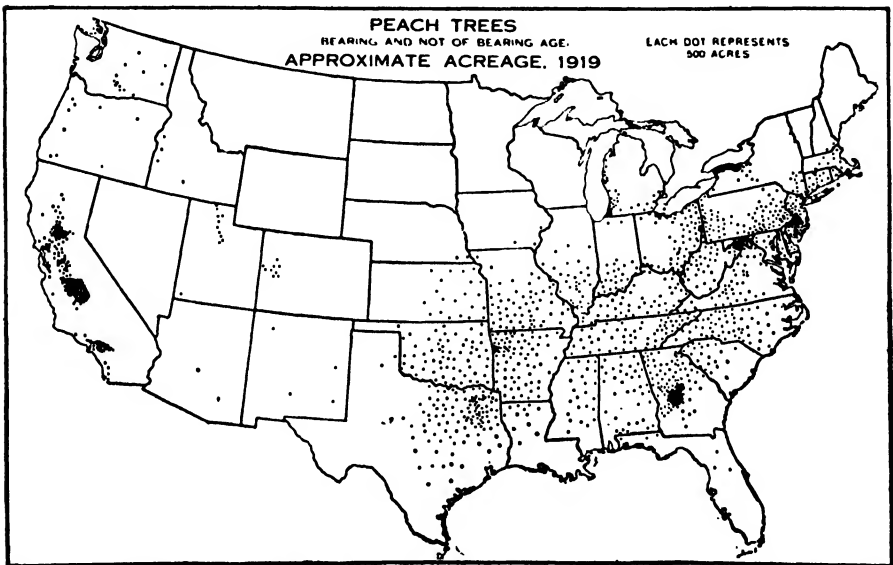 PEACH TREES
BEARING AND NOT OF BEARING AGE.
APPROXIMATE ACREAGE, 1919
EACH DOT REPRESENTS
500 ACRES